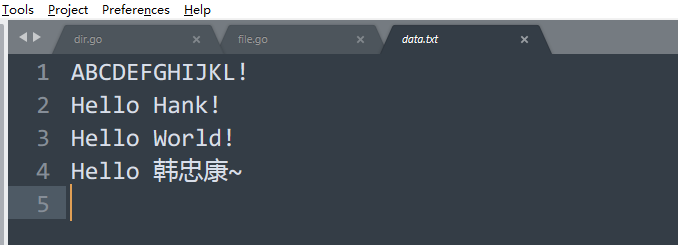 Tools Project Preferences Help
dir.go file.go data.txt
1 ABCDEFGHIJKL!
2 Hello Hank!
3 Hello World!
4 Hello 韩忠康~
5